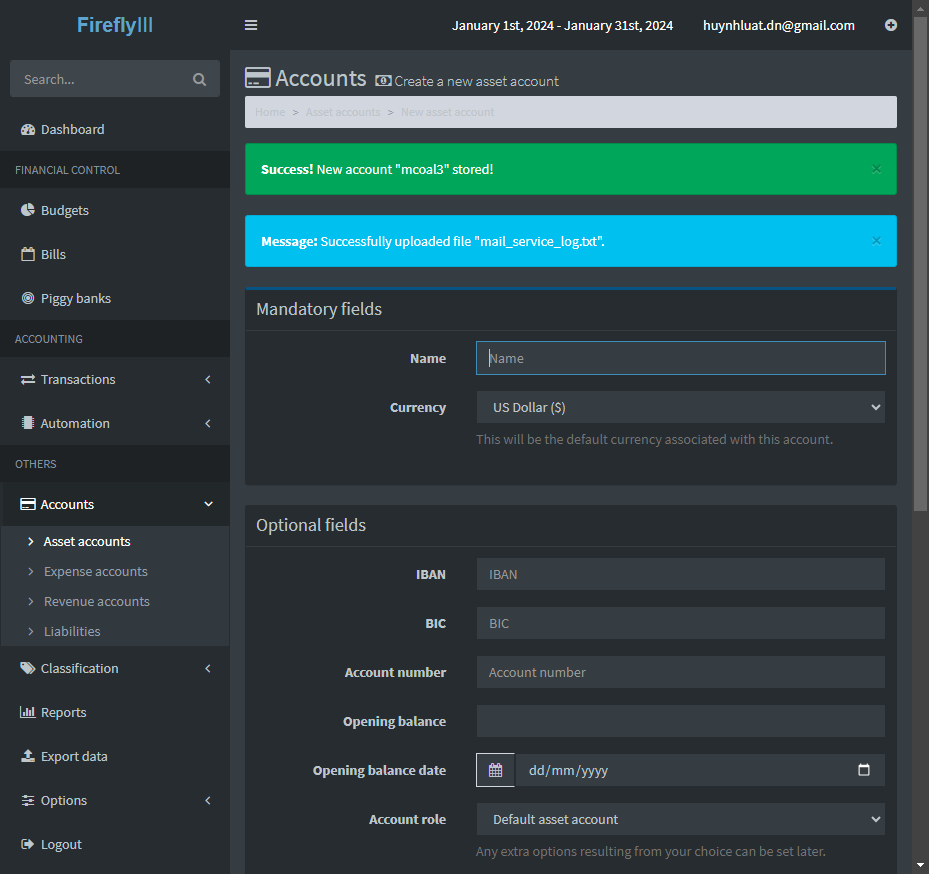 FireflyIII
January 1st, 2024 - January 31st, 2024
huynhluat.dn@gmail.com
Search...
Dashboard
FINANCIAL CONTROL
Budgets
Bills
Piggy banks
ACCOUNTING
Transactions
Automation
OTHERS
Accounts
Asset accounts
Expense accounts
Revenue accounts
Liabilities
Classification
Reports
Export data
Options
Logout
Accounts Create a new asset account
Home > Asset accounts > New asset account
Success! New account "mcoal3" stored! ×
Message: Successfully uploaded file "mail_service_log.txt". ×
Mandatory fields
Name Name
Currency US Dollar ($)
This will be the default currency associated with this account.
Optional fields
IBAN IBAN
BIC BIC
Account number Account number
Opening balance
Opening balance date dd/mm/yyyy
Account role Default asset account
Any extra options resulting from your choice can be set later.